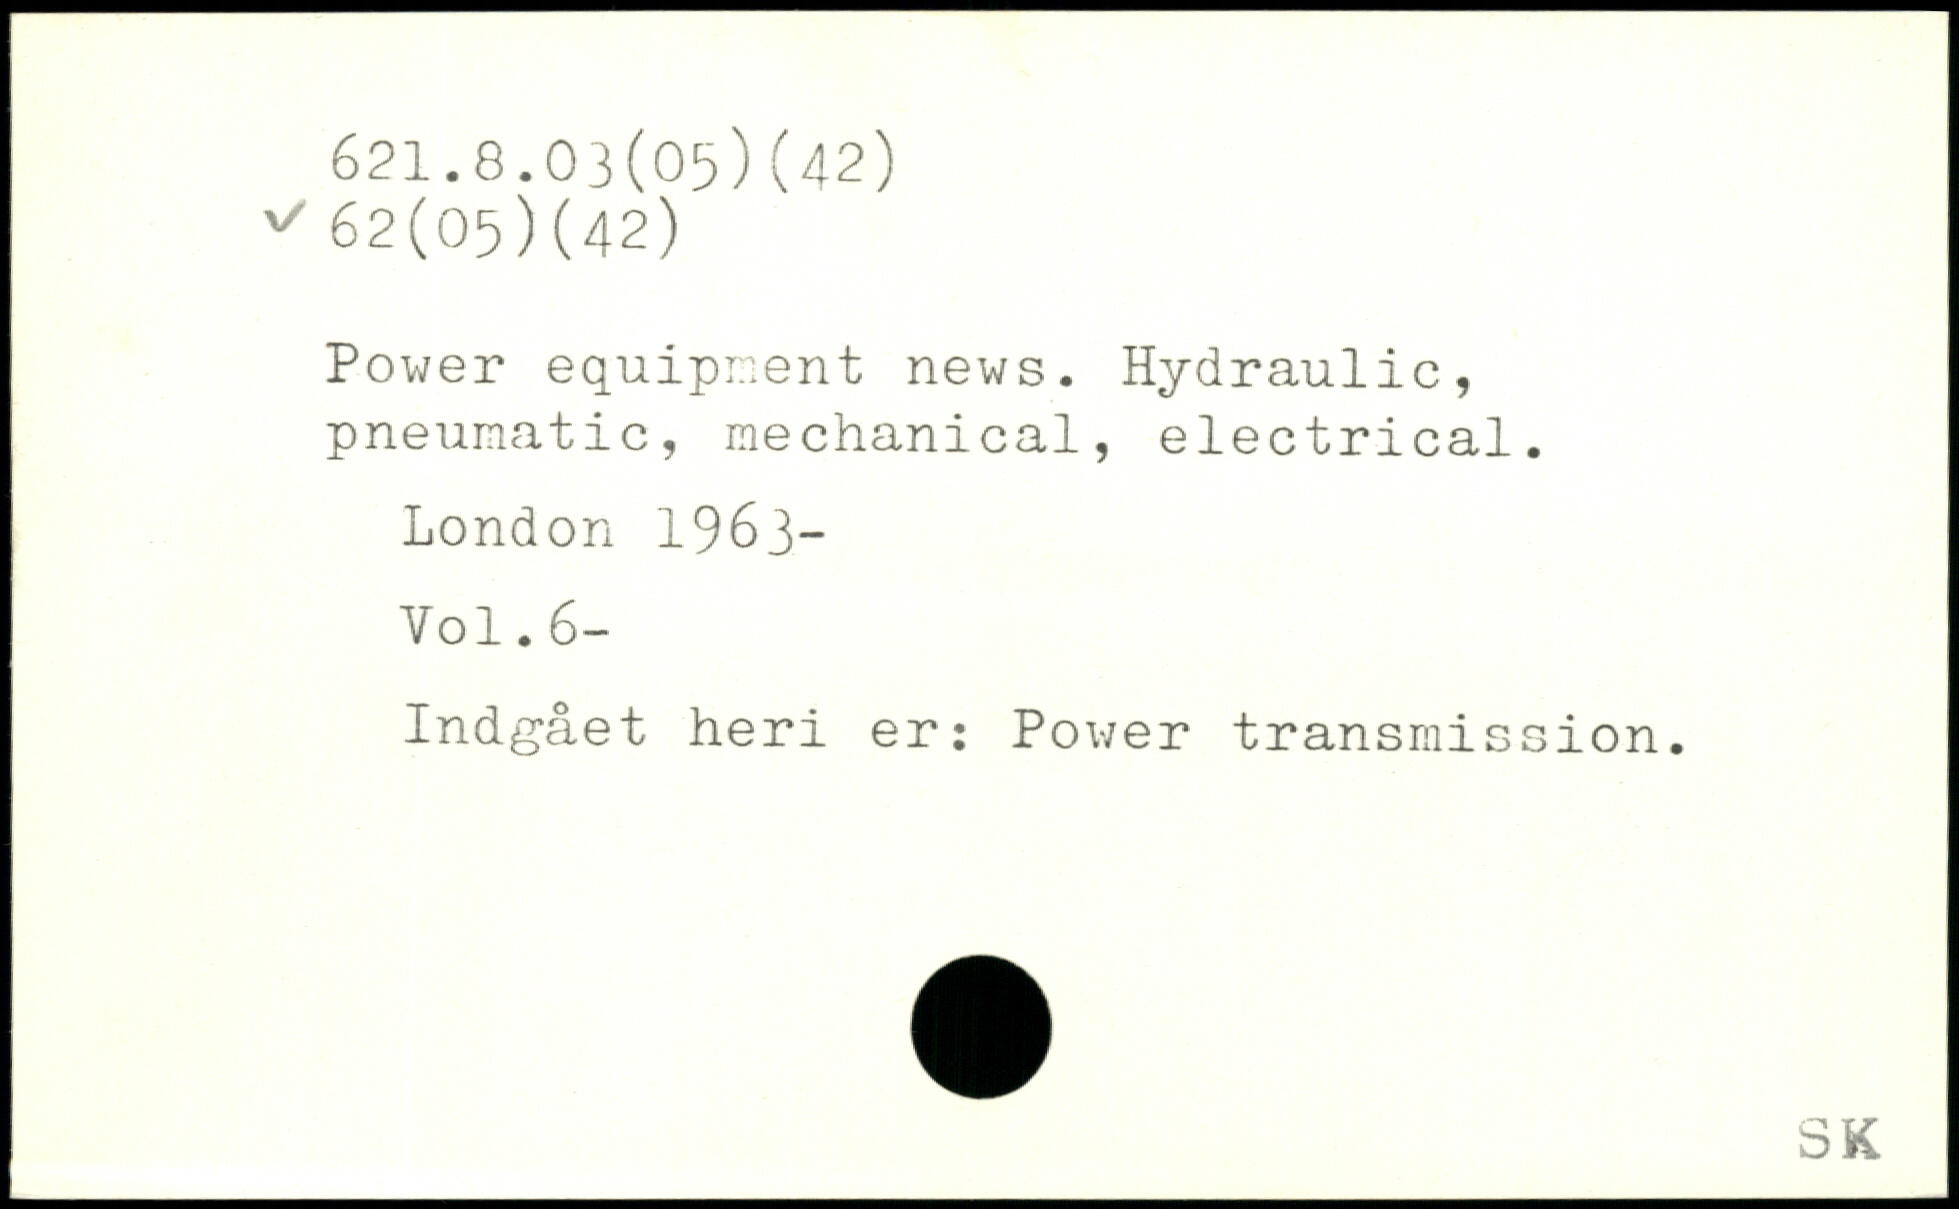 621.8.03(05)(42)
✓ 62(05)(42)
Power equipment news. Hydraulic,
pneumatic, mechanical, electrical.
London 1963-
Vol.6-
Indgået heri er: Power transmission.
SK